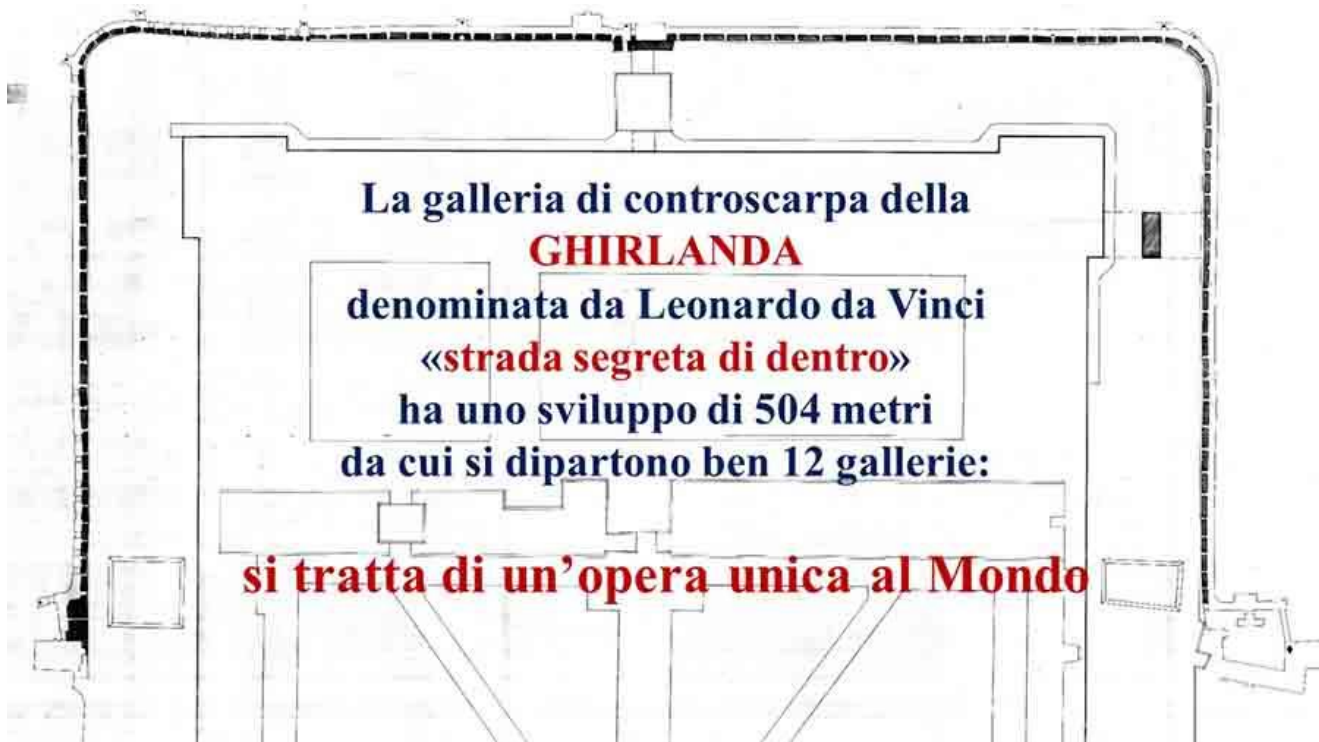 La galleria di controscarpa della
GHIRLANDA
denominata da Leonardo da Vinci
«strada segreta di dentro»
ha uno sviluppo di 504 metri
da cui si dipartono ben 12 gallerie:
si tratta di un’opera unica al Mondo